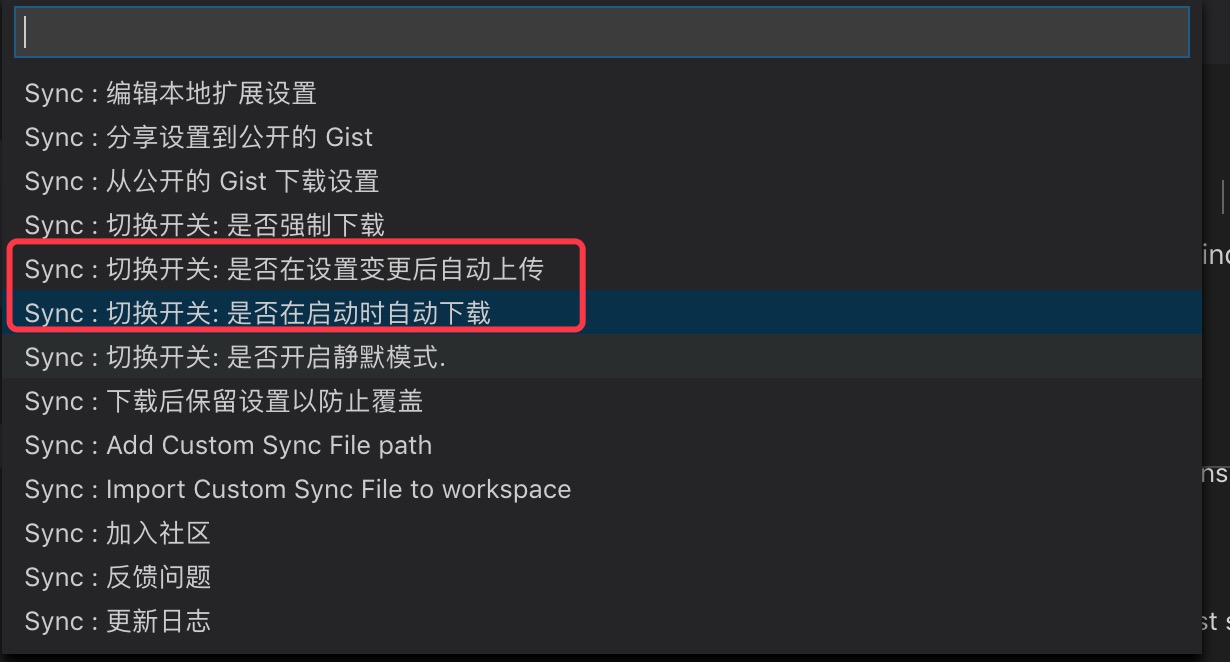 Sync : 编辑本地扩展设置
Sync : 分享设置到公开的 Gist
Sync : 从公开的 Gist 下载设置
Sync : 切换开关: 是否强制下载
Sync : 切换开关: 是否在设置变更后自动上传
Sync : 切换开关: 是否在启动时自动下载
Sync : 切换开关: 是否开启静默模式.
Sync : 下载后保留设置以防止覆盖
Sync : Add Custom Sync File path
Sync : Import Custom Sync File to workspace
Sync : 加入社区
Sync : 反馈问题
Sync : 更新日志